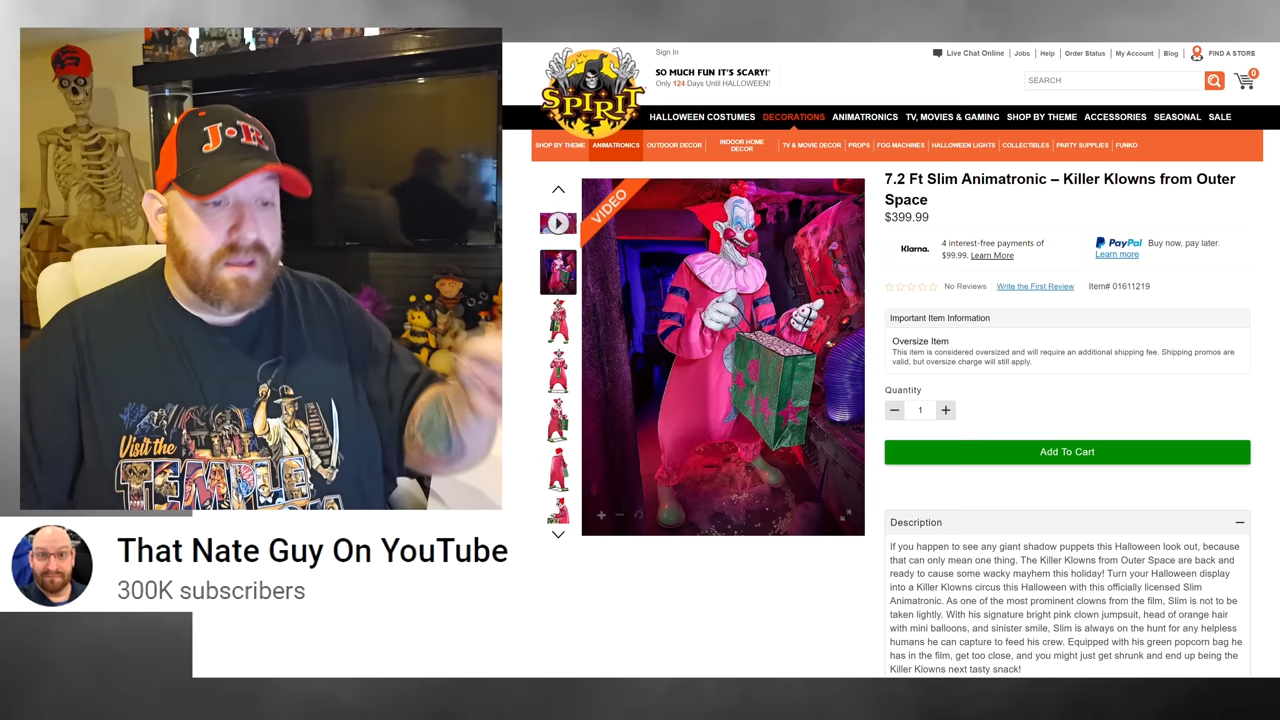 J•R
Visit the
TEMPLE
That Nate Guy On YouTube
300K subscribers
SPIRIT
Sign In
SO MUCH FUN IT'S SCARY!
Only 124 Days Until HALLOWEEN!
Live Chat Online
Jobs
Help
Order Status
My Account
Blog
FIND A STORE
SEARCH
0
HALLOWEEN COSTUMES DECORATIONS ANIMATRONICS TV, MOVIES & GAMING SHOP BY THEME ACCESSORIES SEASONAL SALE
SHOP BY THEME ANIMATRONICS OUTDOOR DECOR INDOOR HOME DECOR TV & MOVIE DECOR PROPS FOG MACHINES HALLOWEEN LIGHTS COLLECTIBLES PARTY SUPPLIES FUNKO
VIDEO
7.2 Ft Slim Animatronic – Killer Klowns from Outer
Space
$399.99
Klarna.
4 interest-free payments of
$99.99. Learn More
PayPal Buy now, pay later.
Learn more
No Reviews
Write the First Review
Item# 01611219
Important Item Information
Oversize Item
This item is considered oversized and will require an additional shipping fee. Shipping promos are
valid, but oversize charge will still apply.
Quantity
1
Add To Cart
Description
If you happen to see any giant shadow puppets this Halloween look out, because
that can only mean one thing. The Killer Klowns from Outer Space are back and
ready to cause some wacky mayhem this holiday! Turn your Halloween display
into a Killer Klowns circus this Halloween with this officially licensed Slim
Animatronic. As one of the most prominent clowns from the film, Slim is not to be
taken lightly. With his signature bright pink clown jumpsuit, head of orange hair
with mini balloons, and sinister smile, Slim is always on the hunt for any helpless
humans he can capture to feed his crew. Equipped with his green popcorn bag he
has in the film, get too close, and you might just get shrunk and end up being the
Killer Klowns next tasty snack!